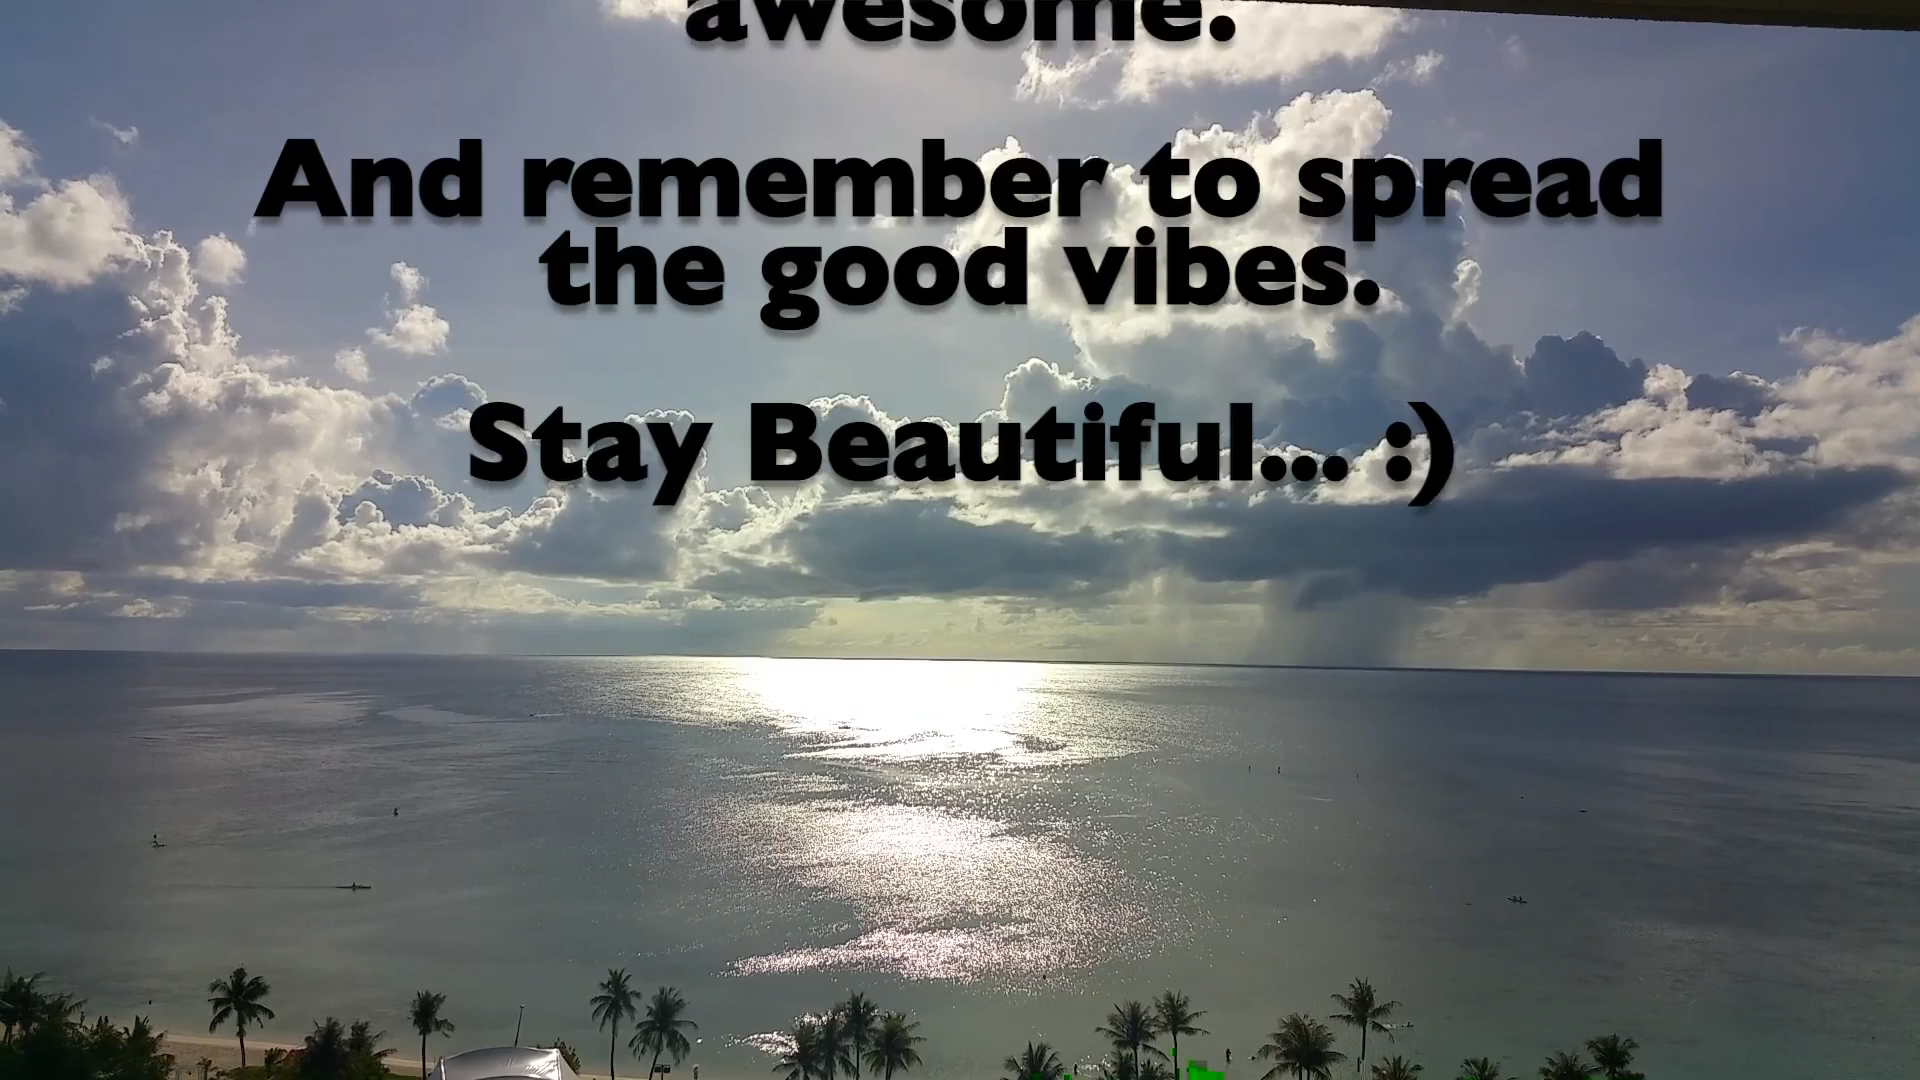 awesome.
And remember to spread
the good vibes.
Stay Beautiful... :)